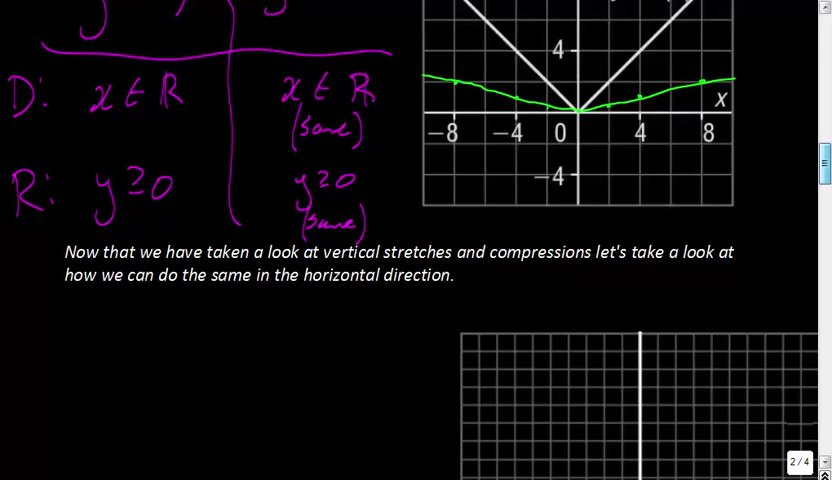 D: x ∈ R x ∈ R
(same)
R: y ≥ 0 y ≥ 0
(same)
4
x
-8 -4 0 4 8
-4
Now that we have taken a look at vertical stretches and compressions let's take a look at
how we can do the same in the horizontal direction.
2 / 4